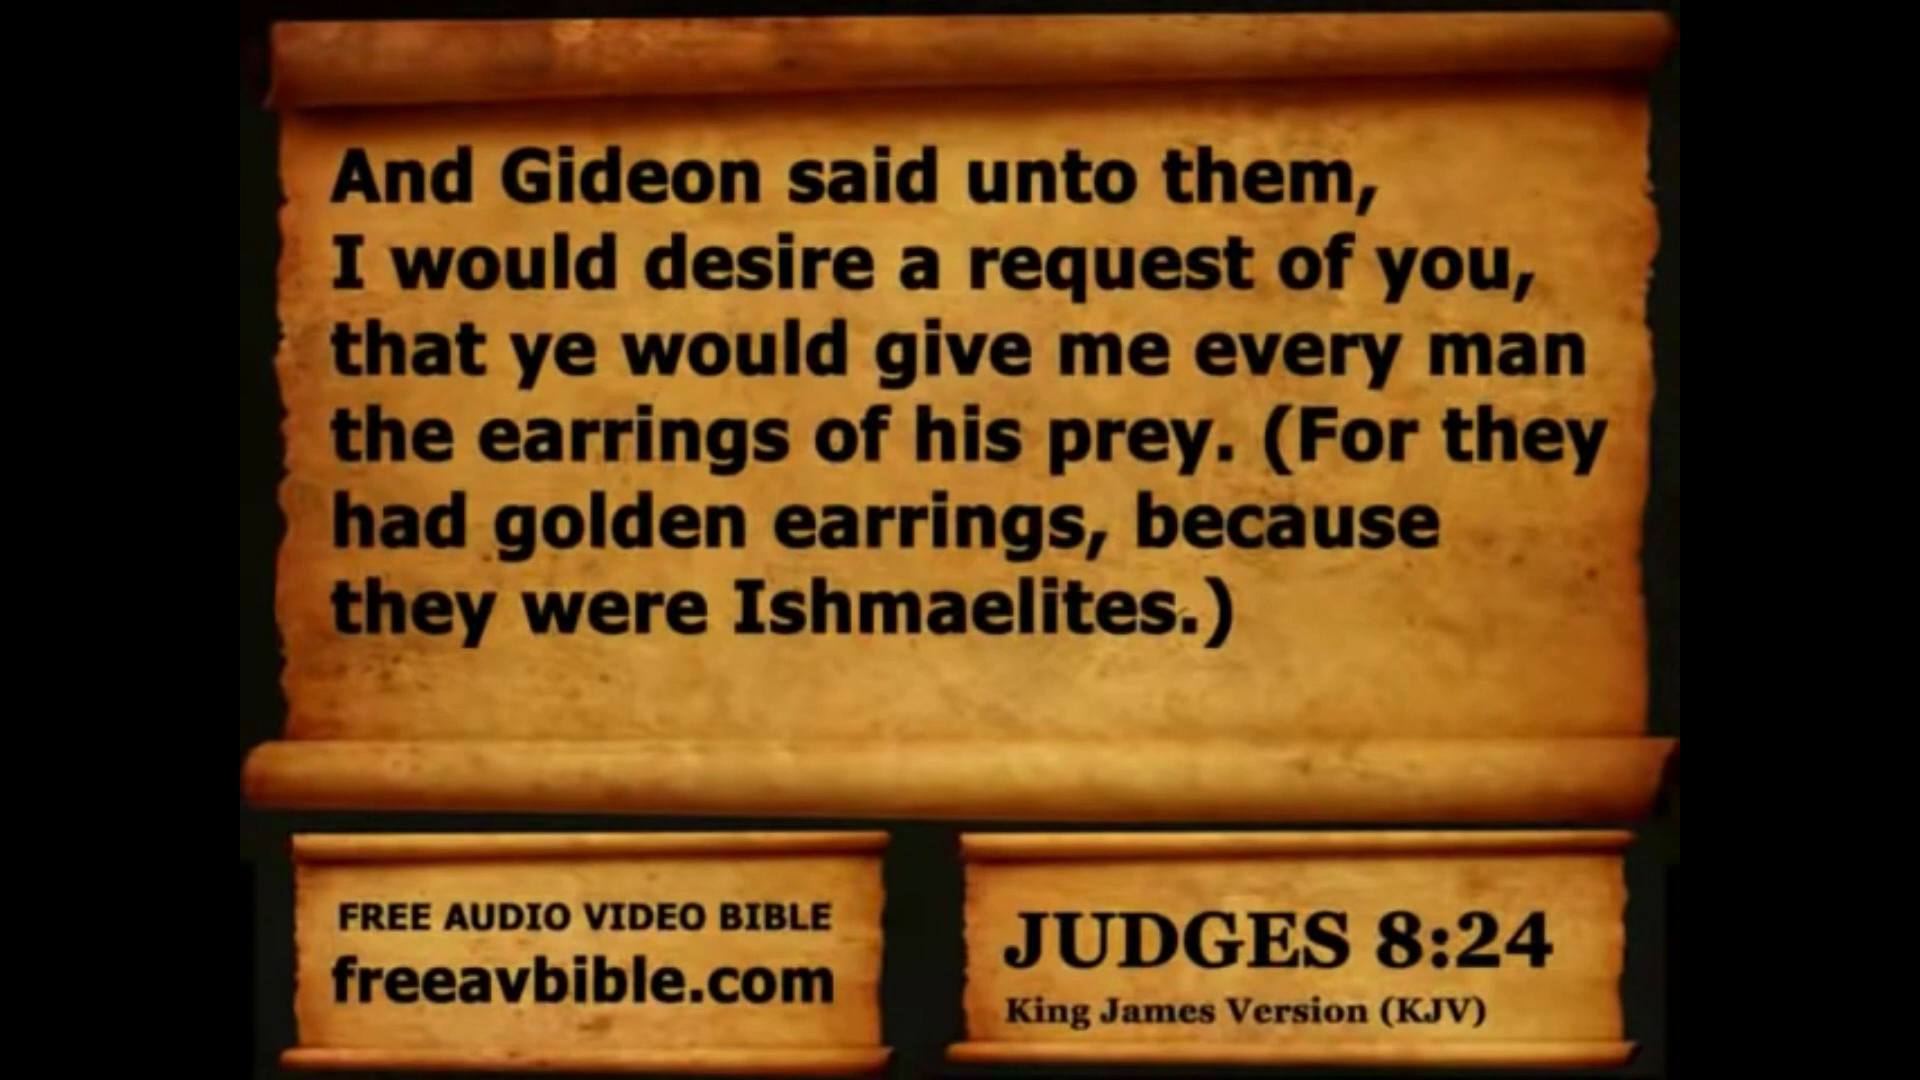 And Gideon said unto them,
I would desire a request of you,
that ye would give me every man
the earrings of his prey. (For they
had golden earrings, because
they were Ishmaelites.)
FREE AUDIO VIDEO BIBLE
freeavbible.com
JUDGES 8:24
King James Version (KJV)